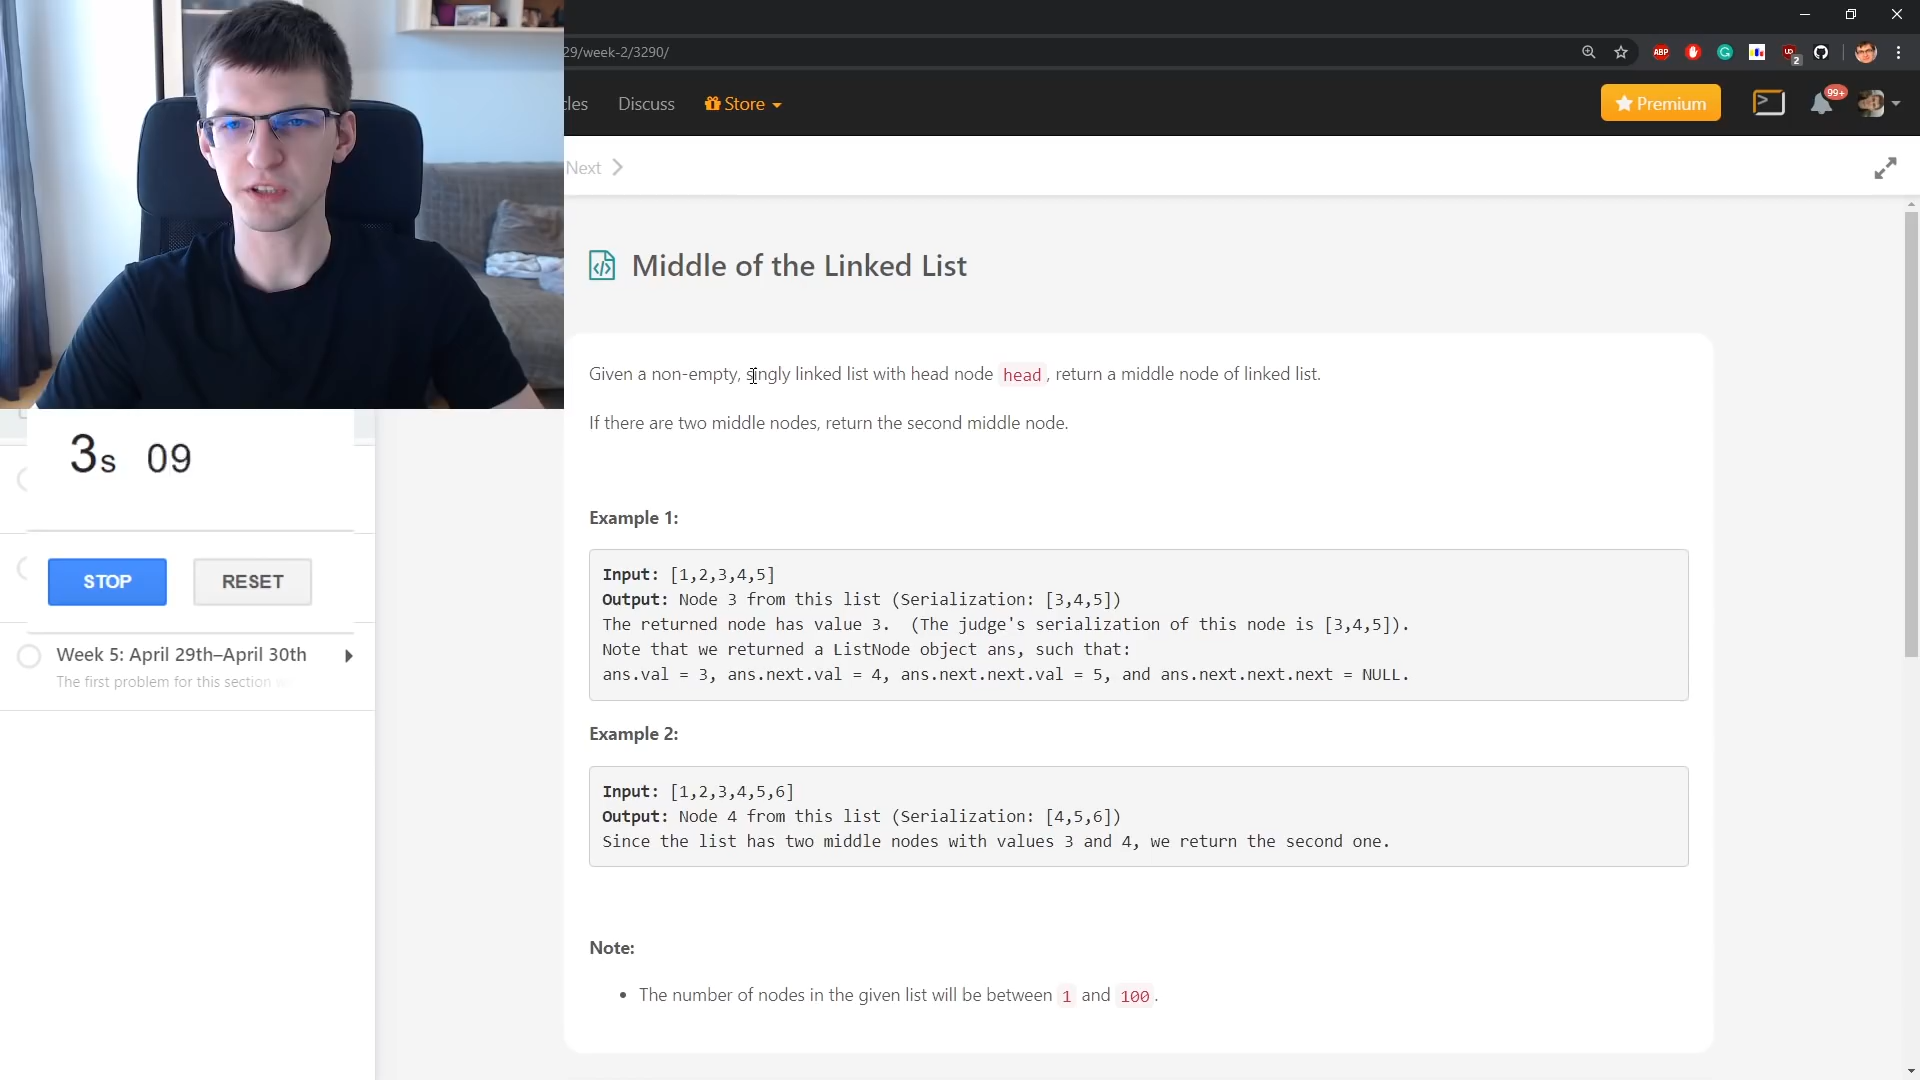 29/week-2/3290/
2
cles Discuss Store Premium 99+
Next
Middle of the Linked List
Given a non-empty, singly linked list with head node head, return a middle node of linked list.
If there are two middle nodes, return the second middle node.
3s 09
STOP RESET
Week 5: April 29th–April 30th
The first problem for this section
Example 1:
Input: [1,2,3,4,5]
Output: Node 3 from this list (Serialization: [3,4,5])
The returned node has value 3.  (The judge's serialization of this node is [3,4,5]).
Note that we returned a ListNode object ans, such that:
ans.val = 3, ans.next.val = 4, ans.next.next.val = 5, and ans.next.next.next = NULL.
Example 2:
Input: [1,2,3,4,5,6]
Output: Node 4 from this list (Serialization: [4,5,6])
Since the list has two middle nodes with values 3 and 4, we return the second one.
Note:
• The number of nodes in the given list will be between 1 and 100.